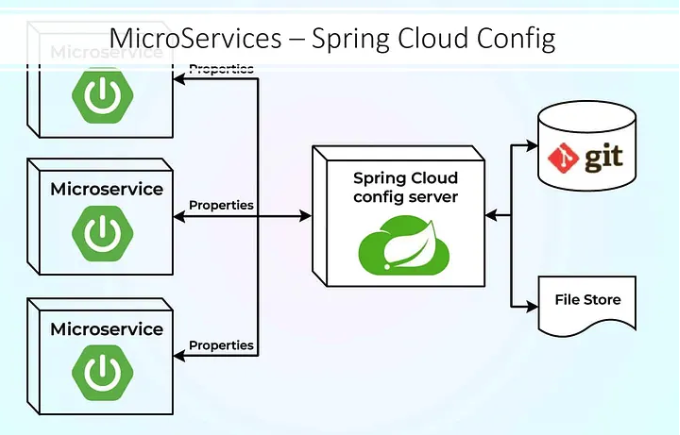 MicroServices – Spring Cloud Config
Microservice
Properties
Microservice
Properties
Microservice
Properties
Spring Cloud
config server
git
File Store